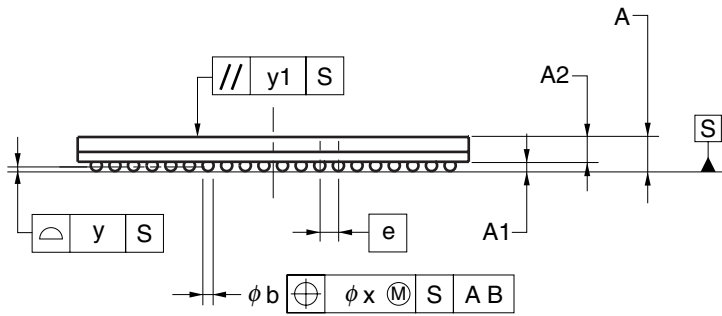 A
// y1 S
A2
S
y S
e
A1
φ b ⌖ φ x Ⓜ S A B